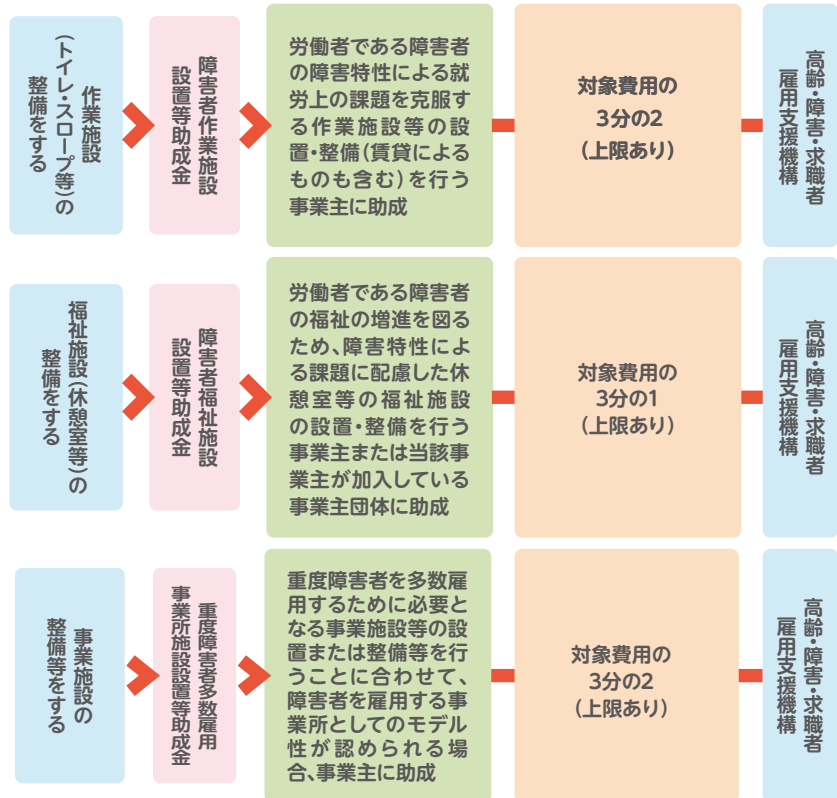 作業施設
(トイレ・スロープ等)の
整備をする
障害者作業施設
設置等助成金
労働者である障害者
の障害特性による就
労上の課題を克服す
る作業施設等の設
置・整備(賃貸による
ものも含む)を行う
事業主に助成
対象費用の
3分の2
(上限あり)
高齢・障害・求職者
雇用支援機構
福祉施設(休憩室等)の
整備をする
障害者福祉施設
設置等助成金
労働者である障害者
の福祉の増進を図る
ため、障害特性によ
る課題に配慮した休
憩室等の福祉施設
の設置・整備を行う
事業主または当該事
業主が加入している
事業主団体に助成
対象費用の
3分の1
(上限あり)
高齢・障害・求職者
雇用支援機構
事業施設の
整備等をする
重度障害者多数雇用
事業所施設設置等助成金
重度障害者を多数雇
用するために必要と
なる事業施設等の設
置または整備等を行
うことに合わせて、
障害者を雇用する事
業所としてのモデル
性が認められる場
合、事業主に助成
対象費用の
3分の2
(上限あり)
高齢・障害・求職者
雇用支援機構